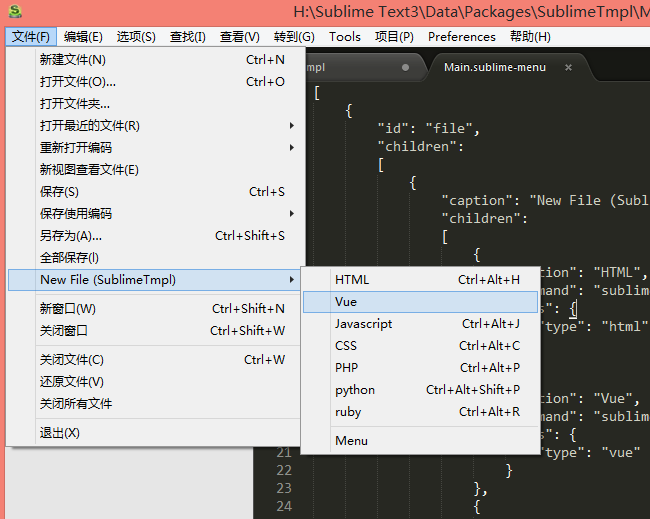 H:\Sublime Text3\Data\Packages\SublimeTmpl\M
文件(F) 编辑(E) 选项(S) 查找(I) 查看(V) 转到(G) Tools 项目(P) Preferences 帮助(H)
mpl Main.sublime-menu ×
新建文件(N) Ctrl+N
打开文件(O)... Ctrl+O
打开文件夹...
打开最近的文件(R)
重新打开编码
新视图查看文件(E)
保存(S) Ctrl+S
保存使用编码
另存为(A)... Ctrl+Shift+S
全部保存(l)
New File (SublimeTmpl)
新窗口(W) Ctrl+Shift+N
关闭窗口 Ctrl+Shift+W
关闭文件(C) Ctrl+W
还原文件(V)
关闭所有文件
退出(X)
HTML Ctrl+Alt+H
Vue
Javascript Ctrl+Alt+J
CSS Ctrl+Alt+C
PHP Ctrl+Alt+P
python Ctrl+Alt+Shift+P
ruby Ctrl+Alt+R
Menu
[
{
"id": "file",
"children":
[
{
"caption": "New File (Subl
"children":
[
{
tion": "HTML",
mand": "sublim
s": {
"type": "html"
tion": "Vue",
mand": "sublim
s": {
21 "type": "vue"
22 }
23 },
24 {